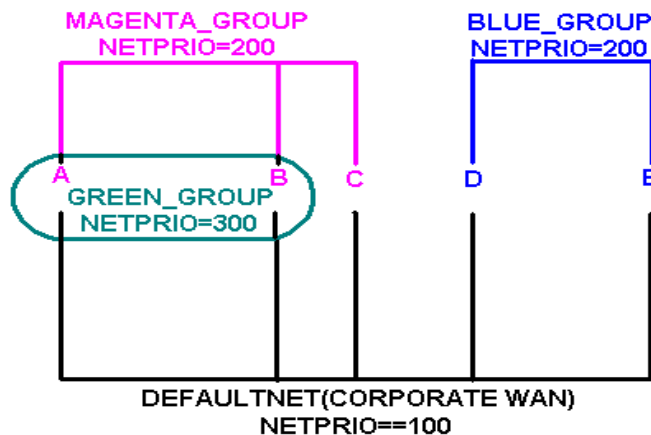 MAGENTA_GROUP
NETPRIO=200
BLUE_GROUP
NETPRIO=200
A
B
C
D
E
GREEN_GROUP
NETPRIO=300
DEFAULTNET(CORPORATE WAN)
NETPRIO==100